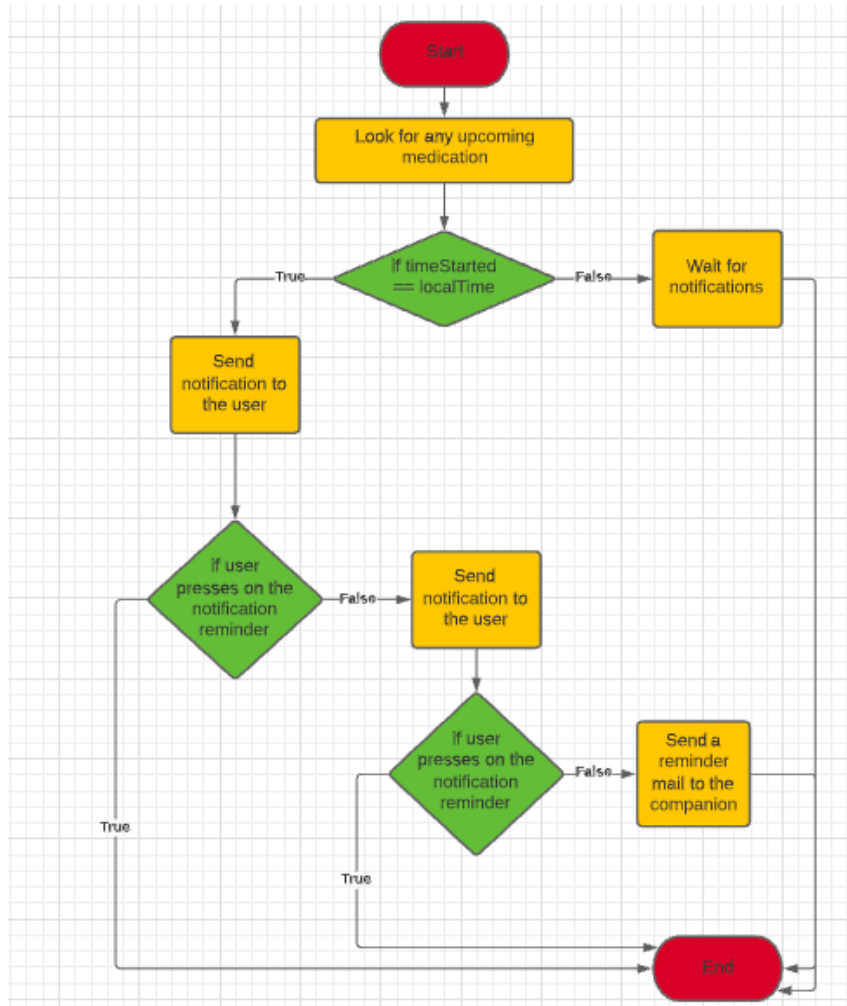 Start
Look for any upcoming
medication
If timeStarted
== localTime
True
False
Wait for
notifications
Send
notification to
the user
If user
presses on the
notification
reminder
False
Send
notification to
the user
True
If user
presses on the
notification
reminder
False
Send a
reminder
mail to the
companion
True
End